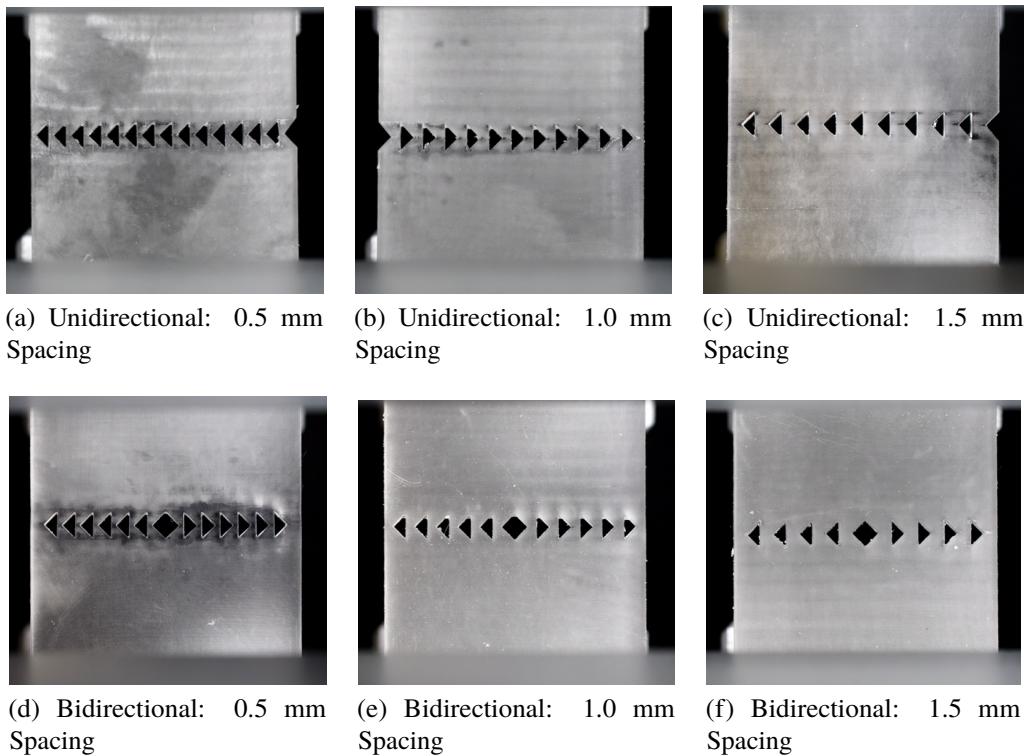 (a) Unidirectional: 0.5 mm
Spacing
(b) Unidirectional: 1.0 mm
Spacing
(c) Unidirectional: 1.5 mm
Spacing
(d) Bidirectional: 0.5 mm
Spacing
(e) Bidirectional: 1.0 mm
Spacing
(f) Bidirectional: 1.5 mm
Spacing